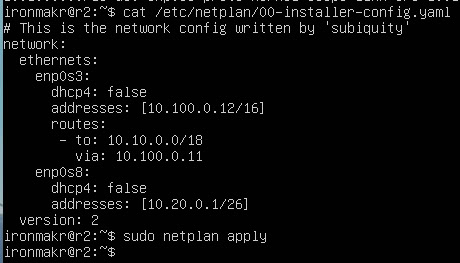 ironmakr@r2:~$ cat /etc/netplan/00-installer-config.yaml
# This is the network config written by 'subiquity'
network:
  ethernets:
    enp0s3:
      dhcp4: false
      addresses: [10.100.0.12/16]
      routes:
       - to: 10.10.0.0/18
         via: 10.100.0.11
    enp0s8:
      dhcp4: false
      addresses: [10.20.0.1/26]
  version: 2
ironmakr@r2:~$ sudo netplan apply
ironmakr@r2:~$